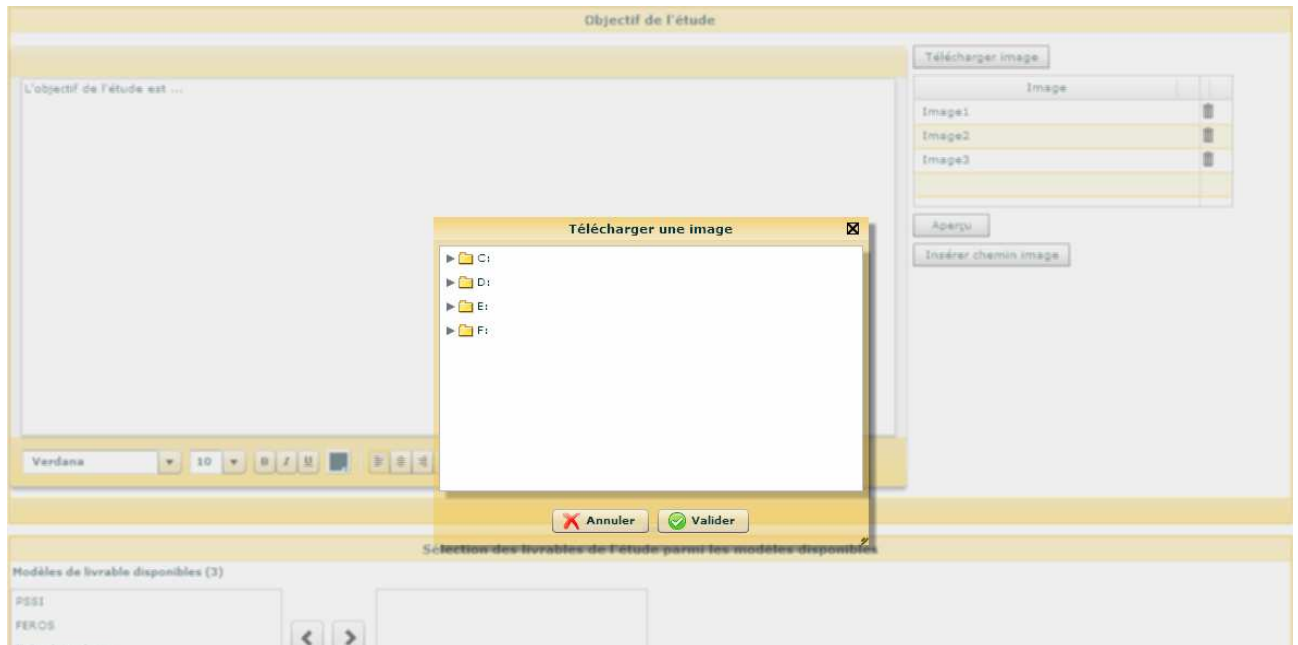 Objectif de l'étude
L'objectif de l'étude est ...
Télécharger image
Image
Image1
Image2
Image3
Aperçu
Insérer chemin image
Télécharger une image
C:
D:
E:
F:
Annuler
Valider
Verdana
10
B I U
Sélection des livrables de l'étude parmi les modèles disponibles
Modèles de livrable disponibles (3)
PSSI
FEROS